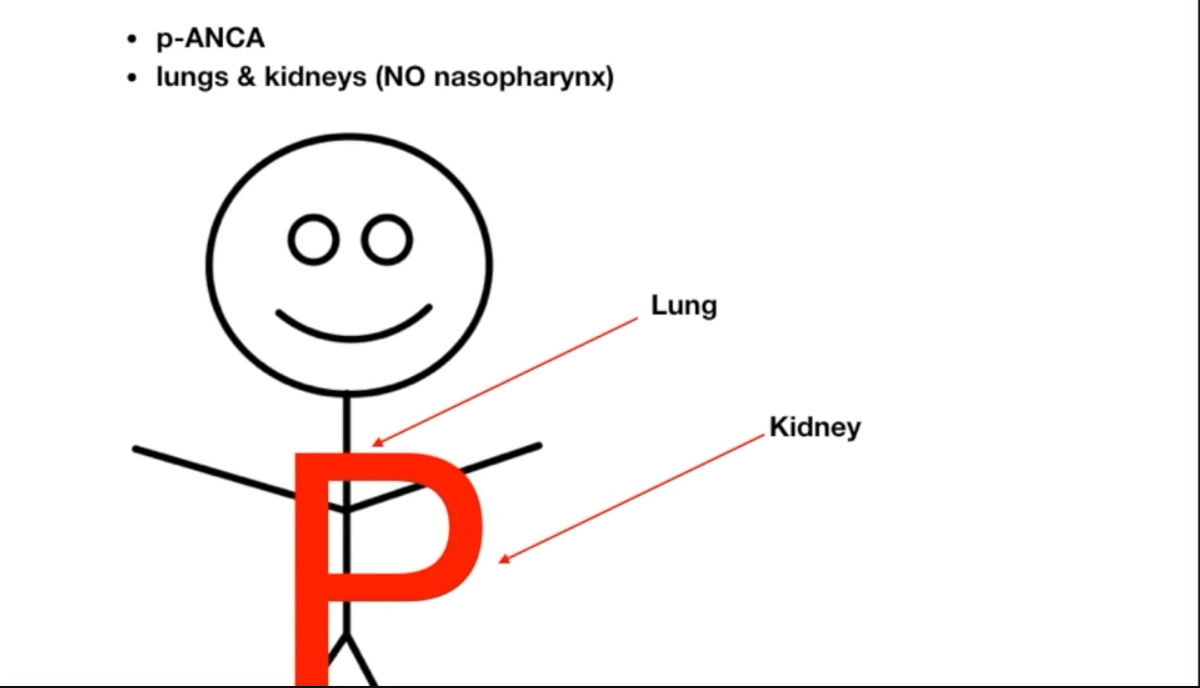 • p-ANCA
• lungs & kidneys (NO nasopharynx)
Lung
Kidney
P